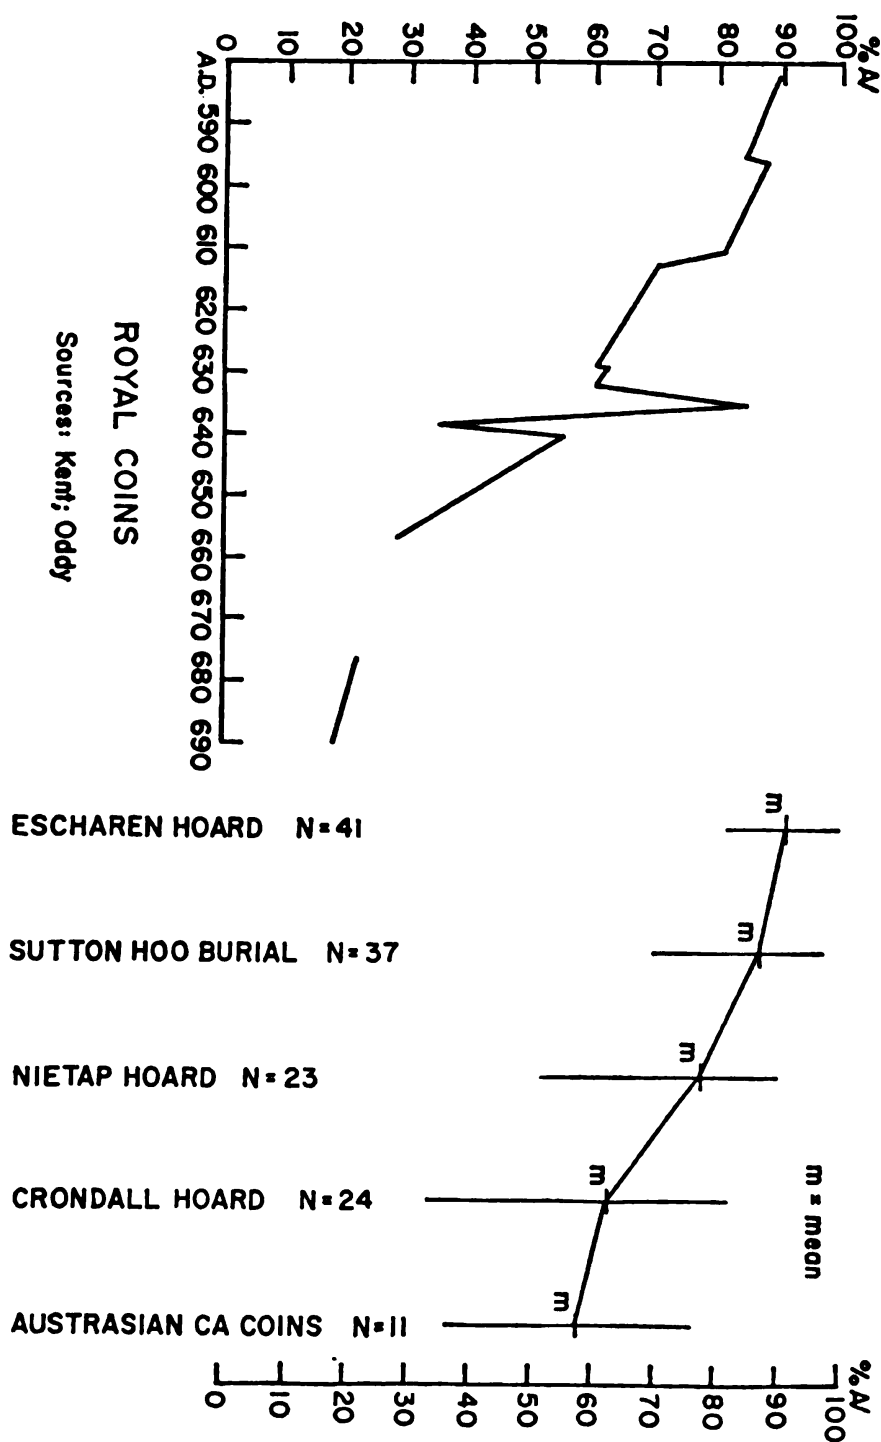 % AV
100
90
80
70
60
50
40
30
20
10
0
A.D. 590 600 610 620 630 640 650 660 670 680 690
ROYAL COINS
Sources: Kent; Oddy
ESCHAREN HOARD N=41
SUTTON HOO BURIAL N=37
NIETAP HOARD N=23
CRONDALL HOARD N=24
AUSTRASIAN CA COINS N=11
m
m
m
m
m
m = mean
% AV
100
90
80
70
60
50
40
30
20
10
0